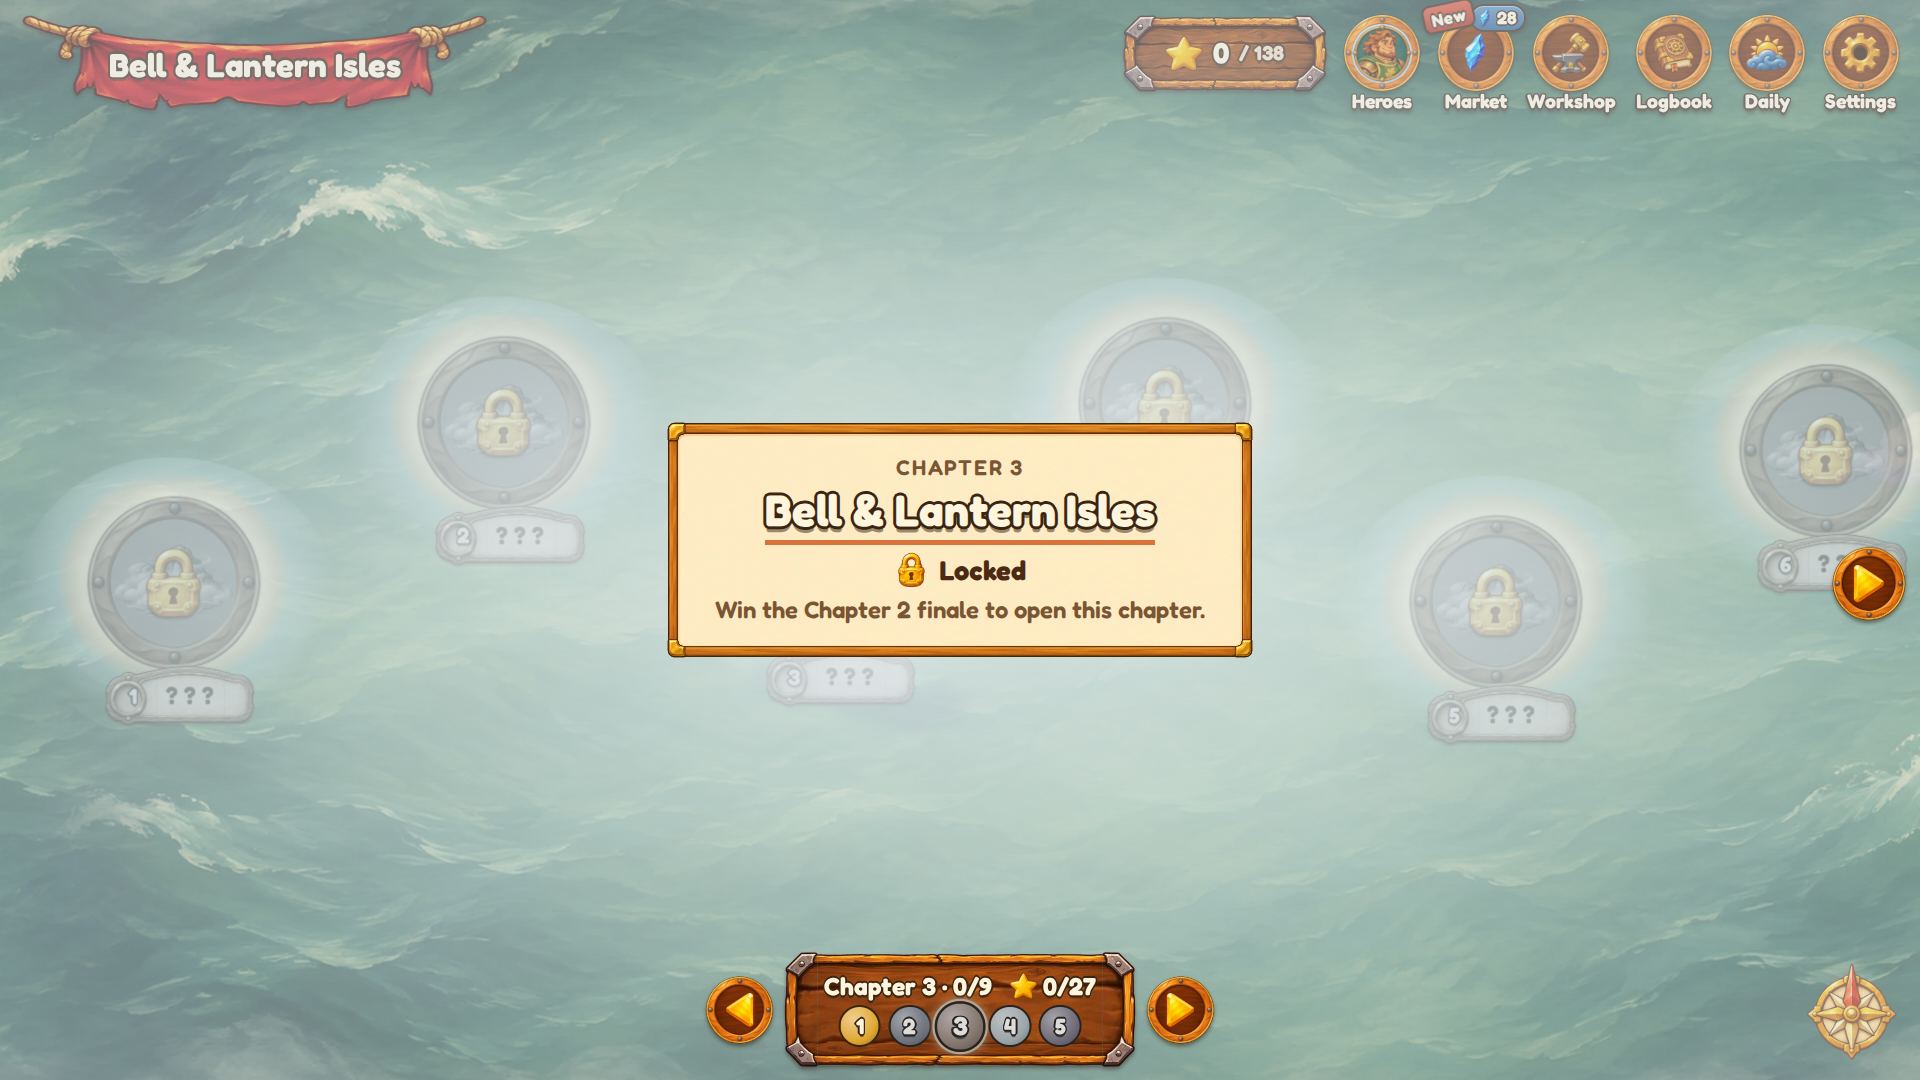 Bell & Lantern Isles
0 / 138
New
28
Heroes
Market
Workshop
Logbook
Daily
Settings
CHAPTER 3
Bell & Lantern Isles
Locked
Win the Chapter 2 finale to open this chapter.
1 ???
2 ???
3 ???
5 ???
6 ??
Chapter 3 · 0/9 0/27
1 2 3 4 5